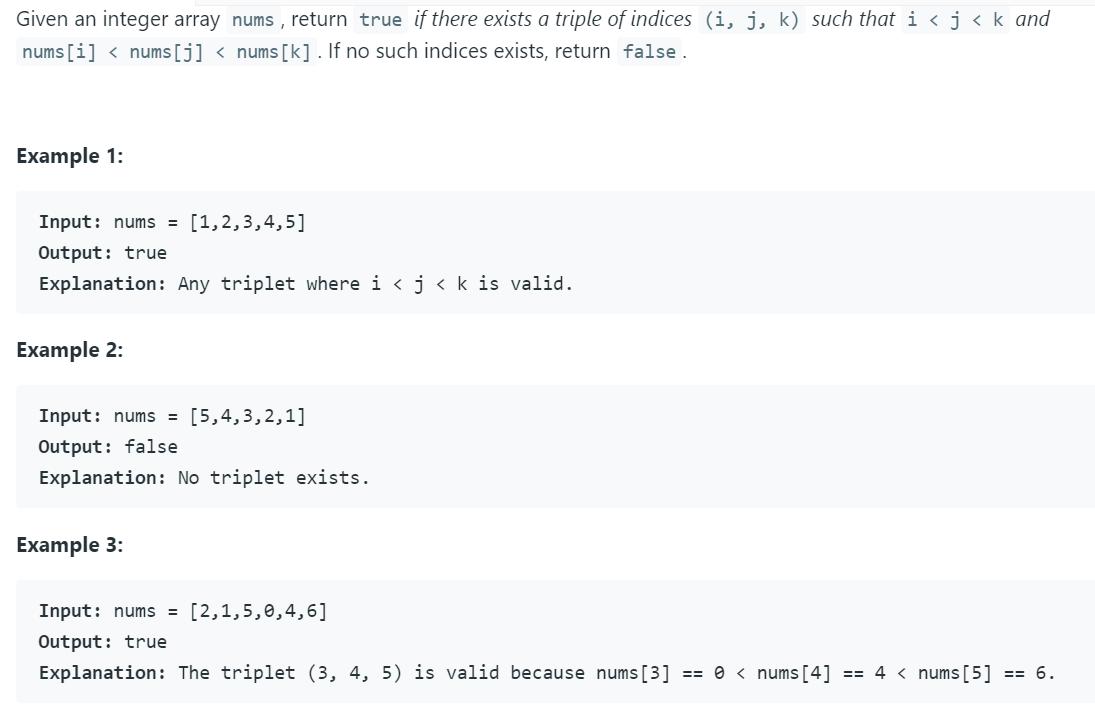 Given an integer array nums , return true if there exists a triple of indices (i, j, k) such that i < j < k and
nums[i] < nums[j] < nums[k] . If no such indices exists, return false .
Example 1:
Input: nums = [1,2,3,4,5]
Output: true
Explanation: Any triplet where i < j < k is valid.
Example 2:
Input: nums = [5,4,3,2,1]
Output: false
Explanation: No triplet exists.
Example 3:
Input: nums = [2,1,5,0,4,6]
Output: true
Explanation: The triplet (3, 4, 5) is valid because nums[3] == 0 < nums[4] == 4 < nums[5] == 6.